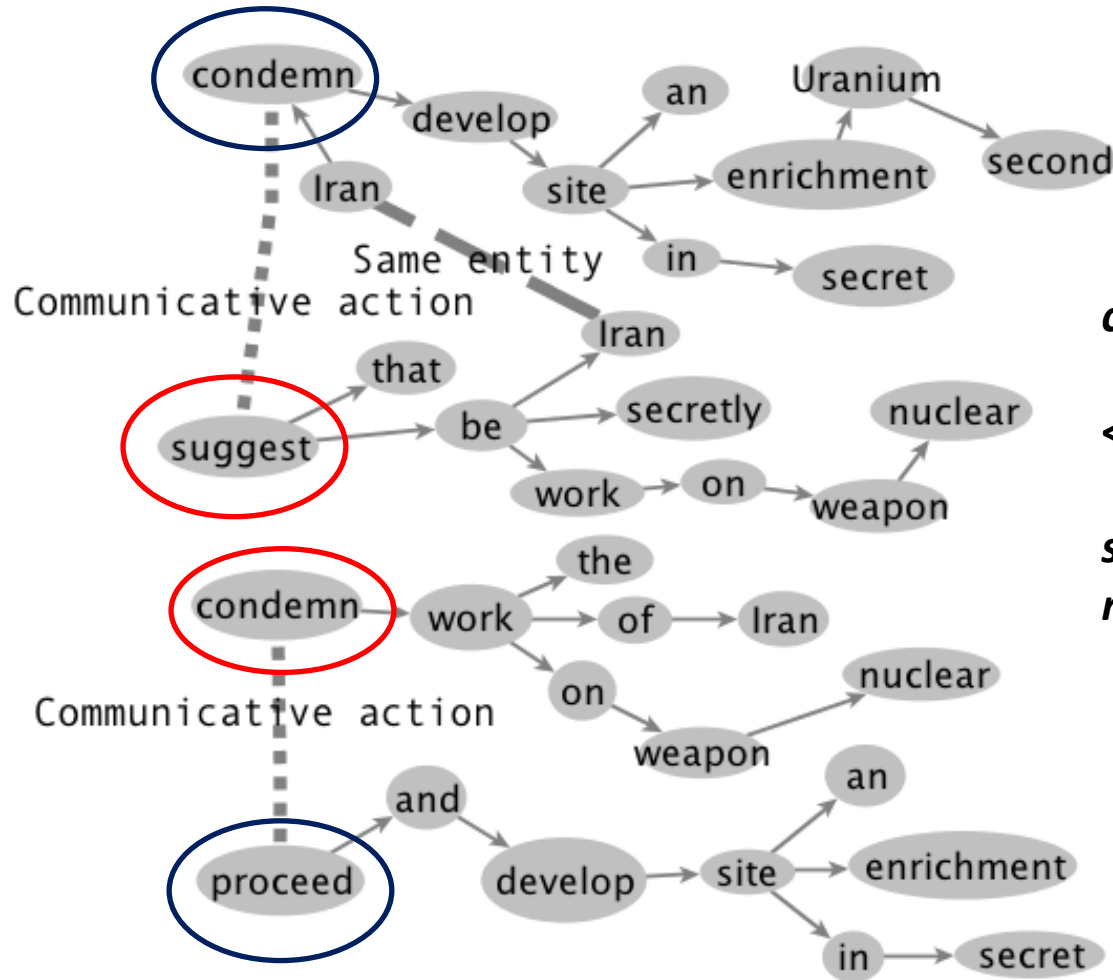 condemn
develop
an
Uranium
second
Iran
site
enrichment
in
secret
Same entity
Communicative action
Iran
that
suggest
be
secretly
nuclear
work
on
weapon
condemn
work
the
of
Iran
on
nuclear
weapon
Communicative action
and
an
proceed
develop
site
enrichment
in
secret
<